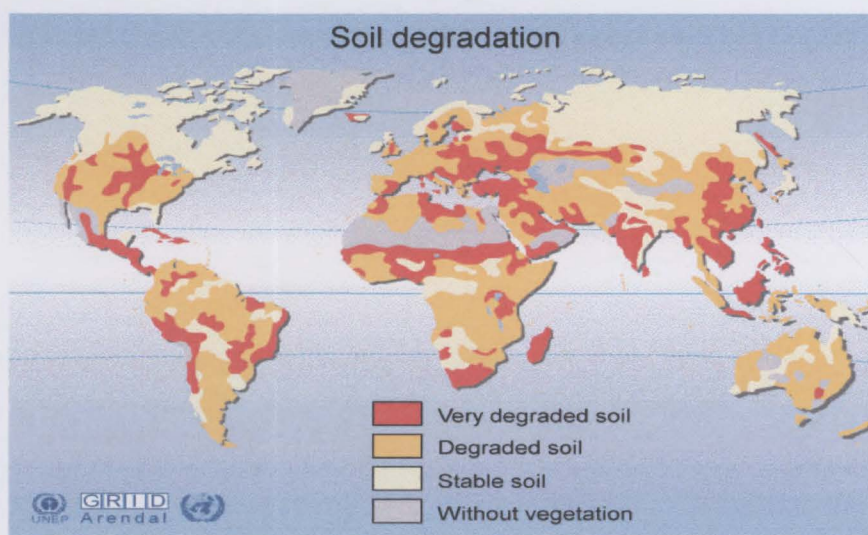 Soil degradation
Very degraded soil
Degraded soil
Stable soil
Without vegetation
UNEP
GRID
Arendal